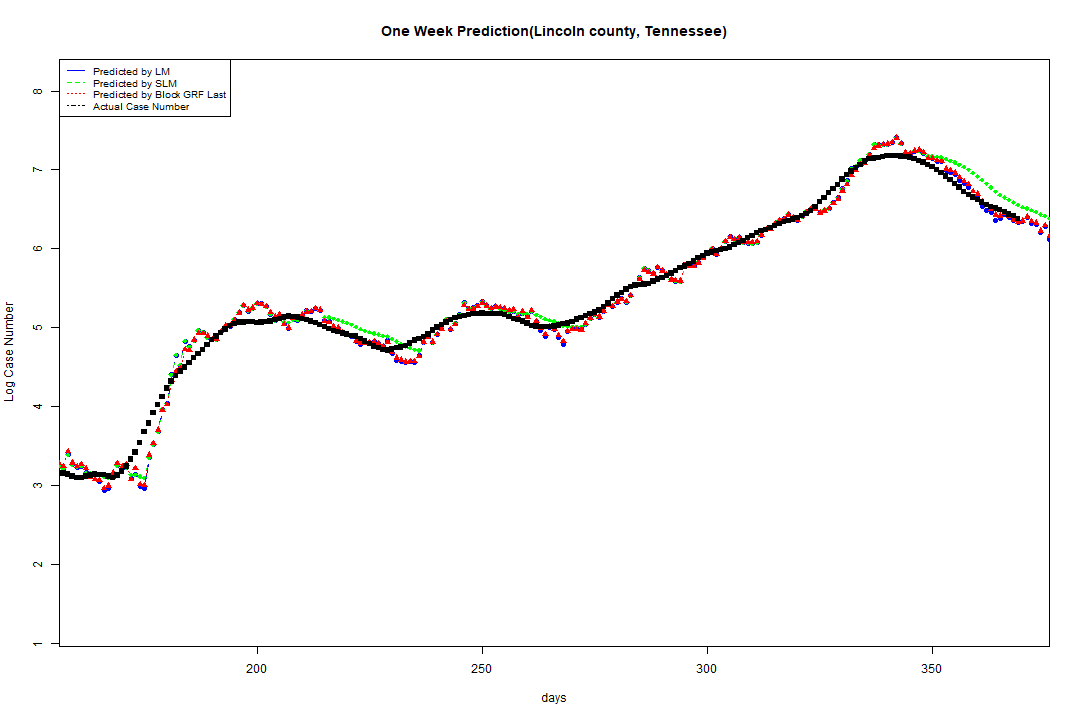 One Week Prediction(Lincoln county, Tennessee)
Predicted by LM
Predicted by SLM
Predicted by Block GRF Last
Actual Case Number
8
7
6
5
4
3
2
1
Log Case Number
200 250 300 350
days